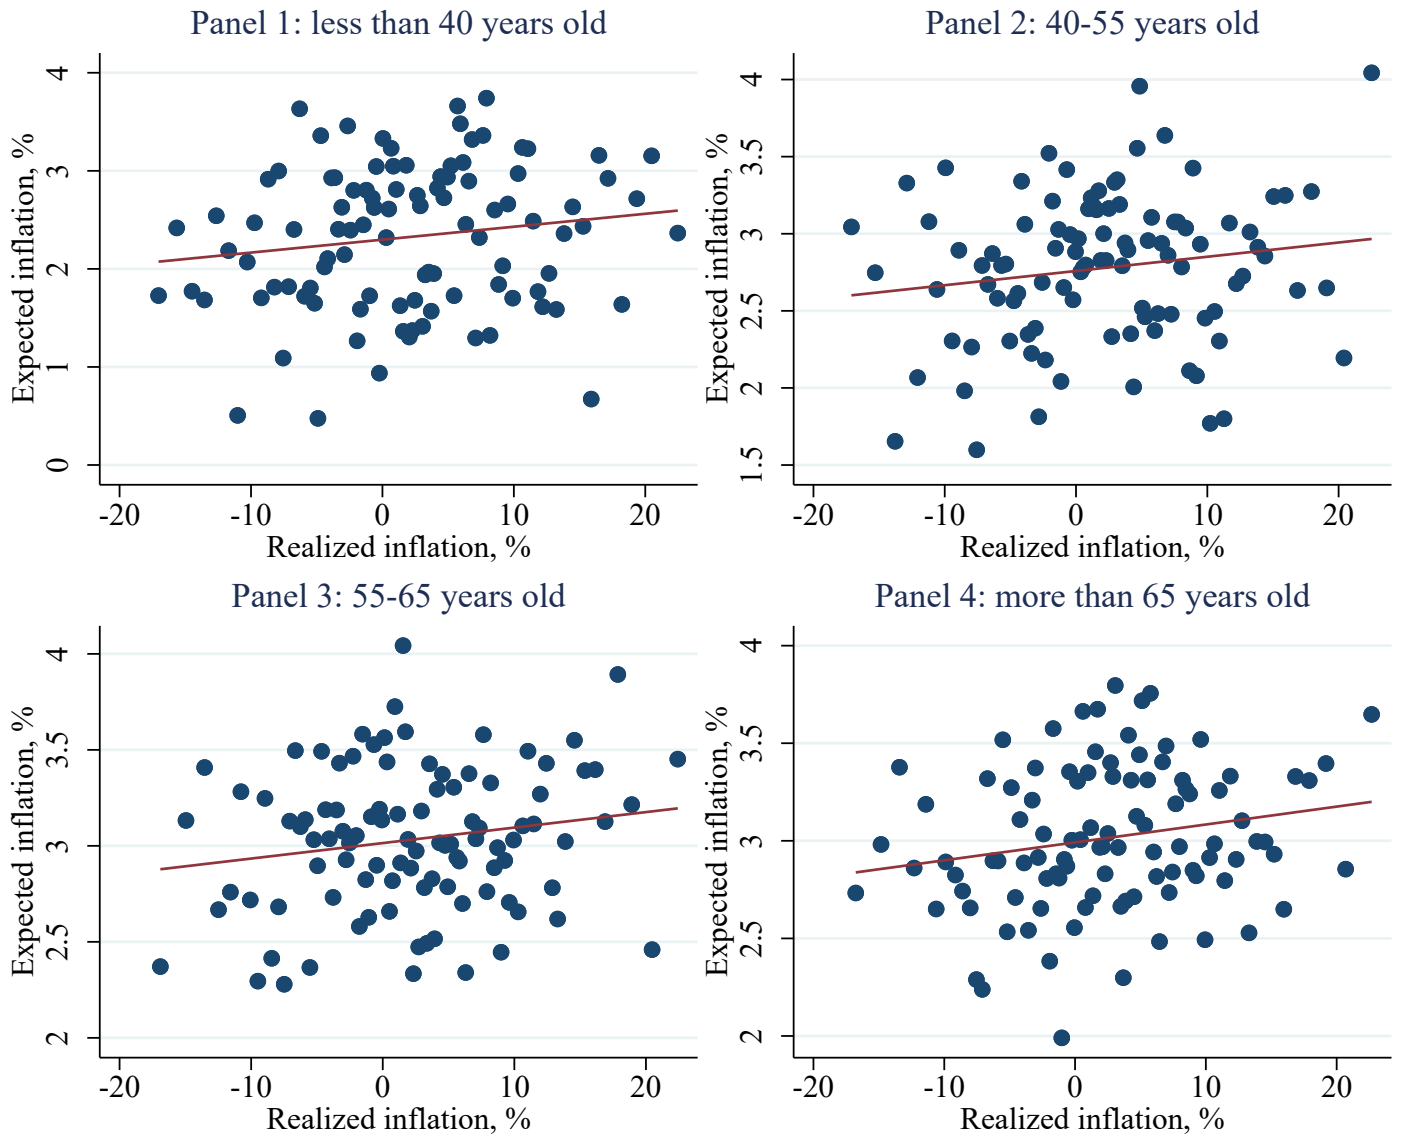 Panel 1: less than 40 years old
Expected inflation, %
4
3
2
1
0
-20 -10 0 10 20
Realized inflation, %
Panel 2: 40-55 years old
Expected inflation, %
4
3.5
3
2.5
2
1.5
-20 -10 0 10 20
Realized inflation, %
Panel 3: 55-65 years old
Expected inflation, %
4
3.5
3
2.5
2
-20 -10 0 10 20
Realized inflation, %
Panel 4: more than 65 years old
Expected inflation, %
4
3.5
3
2.5
2
-20 -10 0 10 20
Realized inflation, %